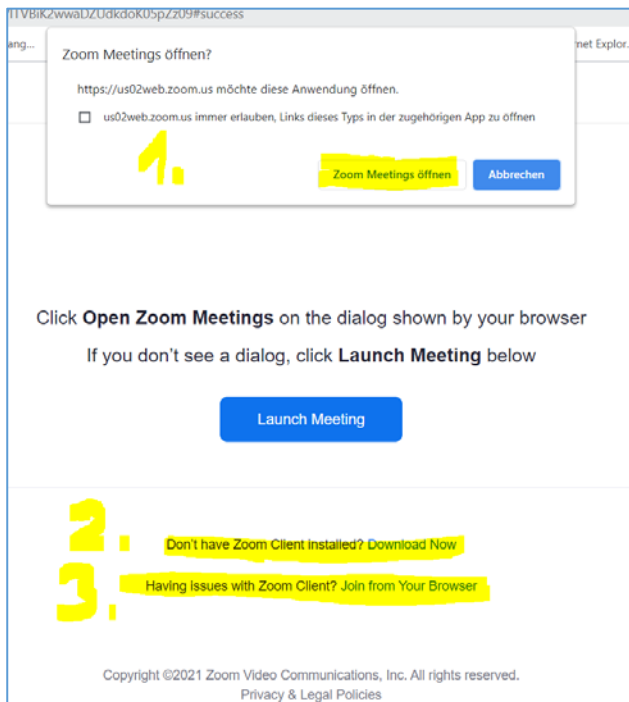 1TVBiK2wwaDZUdkdoK05pZz09#success
ang...
net Explor.
Zoom Meetings öffnen?
https://us02web.zoom.us möchte diese Anwendung öffnen.
us02web.zoom.us immer erlauben, Links dieses Typs in der zugehörigen App zu öffnen
1.
Zoom Meetings öffnen
Abbrechen
Click Open Zoom Meetings on the dialog shown by your browser
If you don't see a dialog, click Launch Meeting below
Launch Meeting
2.
Don't have Zoom Client installed? Download Now
3.
Having issues with Zoom Client? Join from Your Browser
Copyright ©2021 Zoom Video Communications, Inc. All rights reserved.
Privacy & Legal Policies